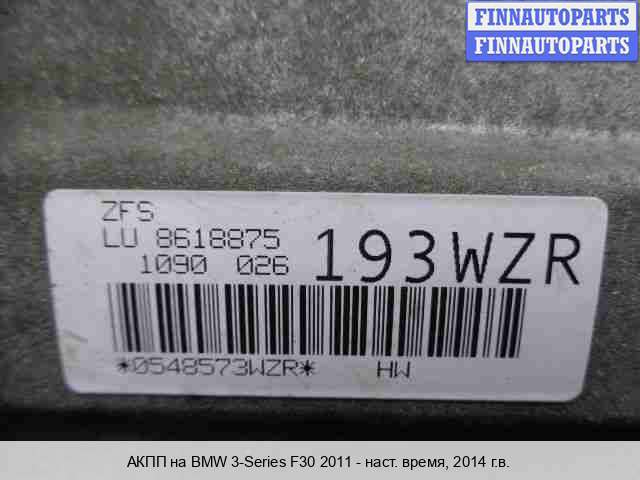 FINNAUTOPARTS
FINNAUTOPARTS
ZFS
LU 8618875
1090 026
193WZR
*0548573WZR* HW
АКПП на BMW 3-Series F30 2011 - наст. время, 2014 г.в.